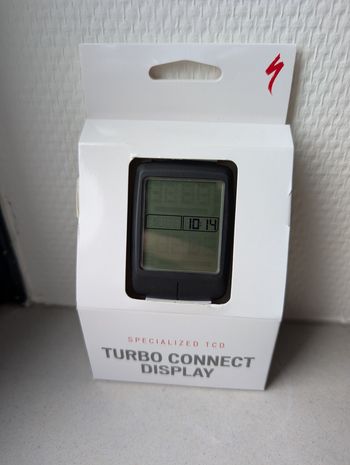 10:14
SPECIALIZED TCD
TURBO CONNECT
DISPLAY